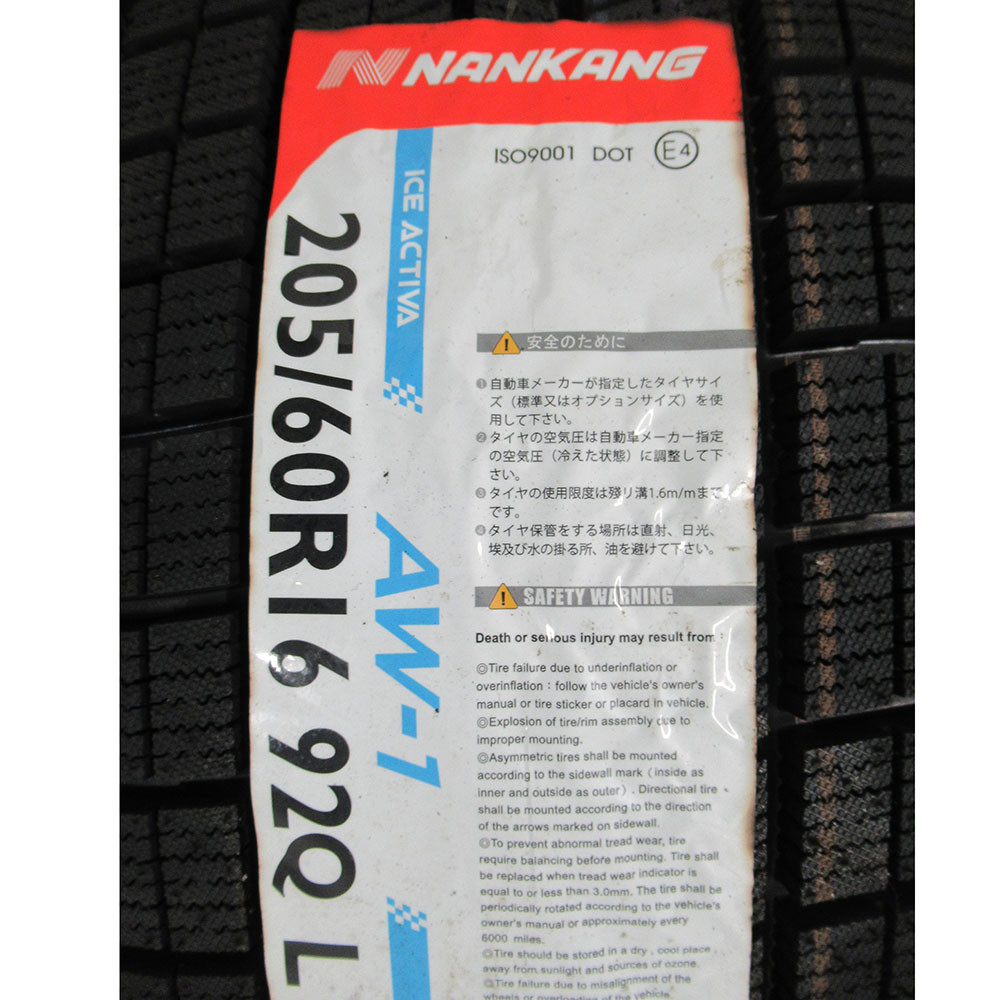 NANKANG
ISO9001 DOT E4
ICE ACTIVA
205/60R16 92Q L
AW-1
! 安全のために
❶自動車メーカーが指定したタイヤサイ
ズ（標準又はオプションサイズ）を使
用して下さい。
❷タイヤの空気圧は自動車メーカー指定
の空気圧（冷えた状態）に調整して下
さい。
❸タイヤの使用限度は残り溝1.6m/mまで
です。
❹タイヤ保管をする場所は直射、日光、
埃及び水の掛る所、油を避けて下さい。
! SAFETY WARNING
Death or serious injury may result from :
◎Tire failure due to underinflation or
overinflation : follow the vehicle's owner's
manual or tire sticker or placard in vehicle.
◎Explosion of tire/rim assembly due to
improper mounting.
◎Asymmetric tires shall be mounted
according to the sidewall mark ( inside as
inner and outside as outer ) . Directional tire
shall be mounted according to the direction
of the arrows marked on sidewall.
◎To prevent abnormal tread wear, tire
require balancing before mounting. Tire shall
be replaced when tread wear indicator is
equal to or less than 3.0mm. The tire shall be
periodically rotated according to the vehicle's
owner's manual or approximately every
6000 miles.
◎Tire should be stored in a dry , cool place ,
away from sunlight and sources of ozone.
◎Tire failure due to misalignment of the
wheels or overloading of the vehicle.